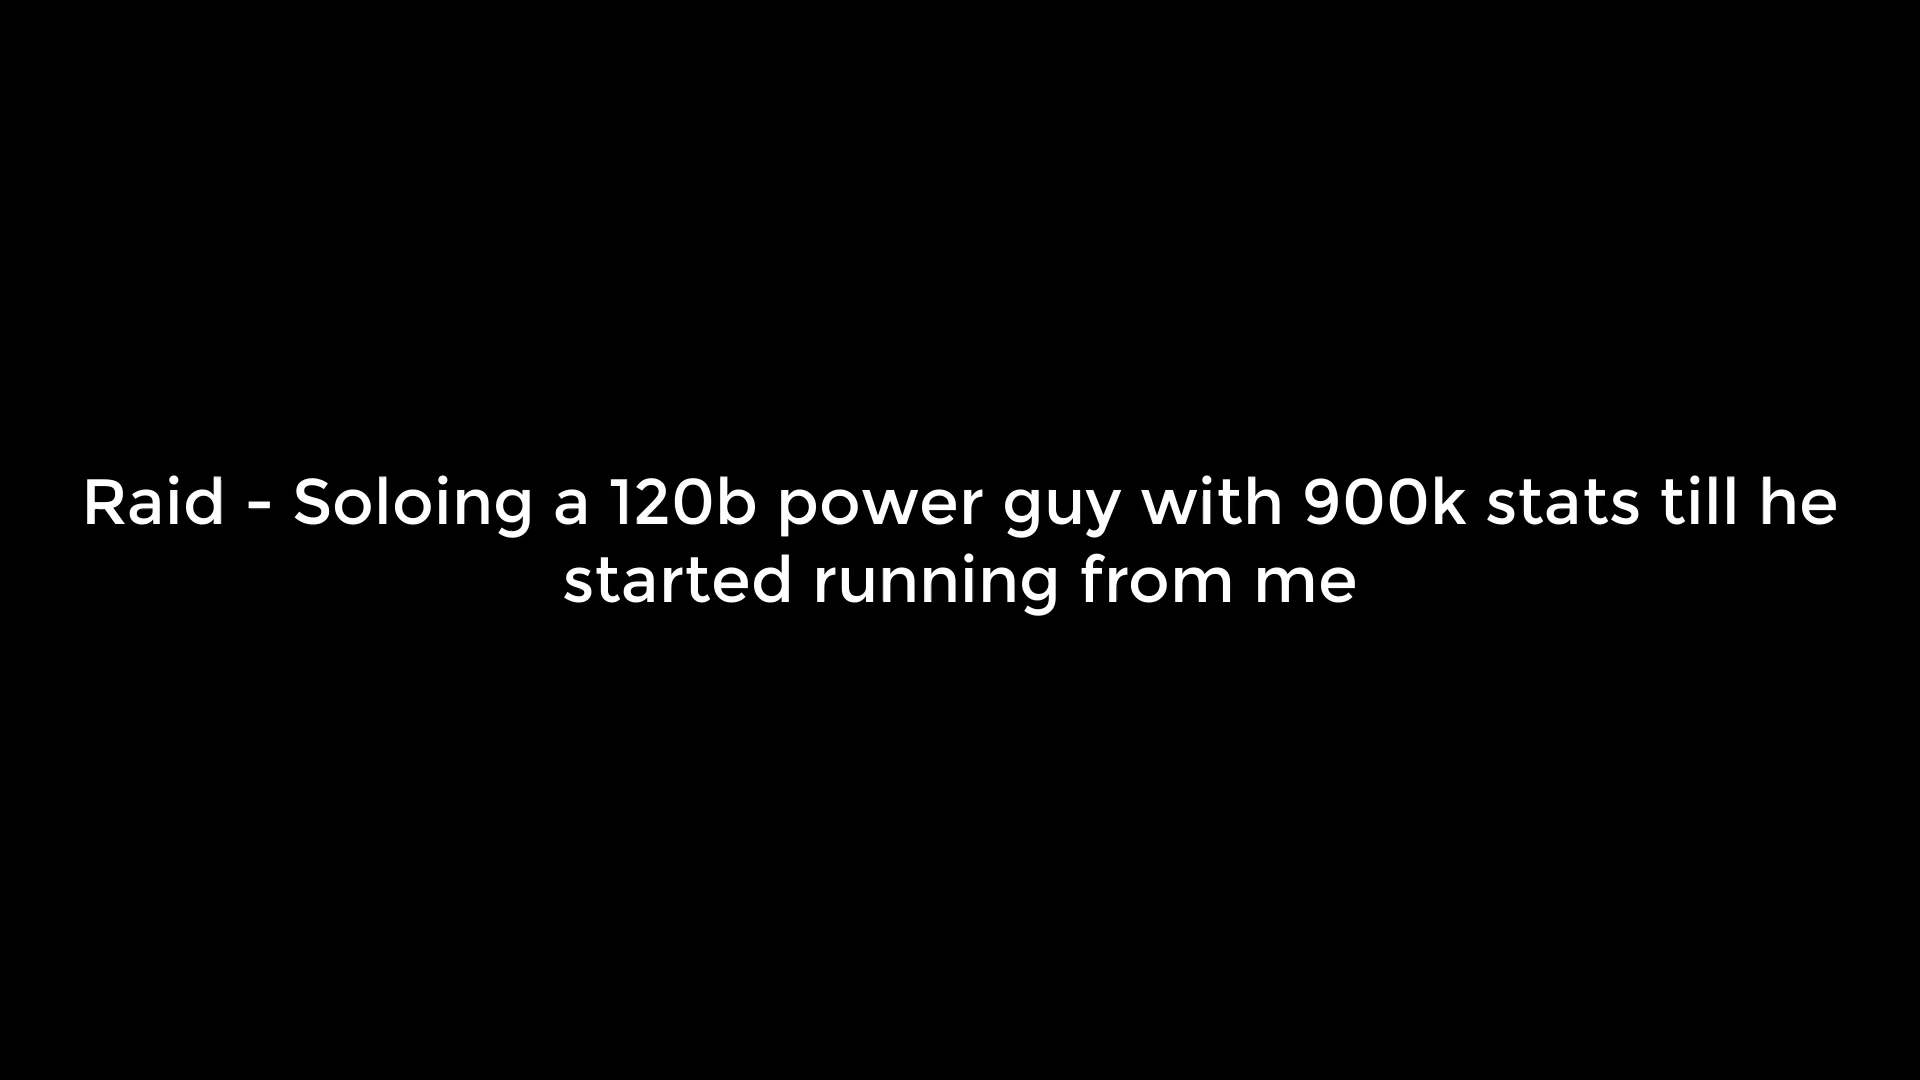 Raid - Soloing a 120b power guy with 900k stats till he
started running from me